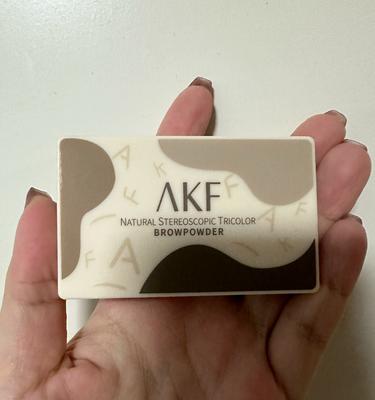 AKF
NATURAL STEREOSCOPIC TRICOLOR
BROWPOWDER